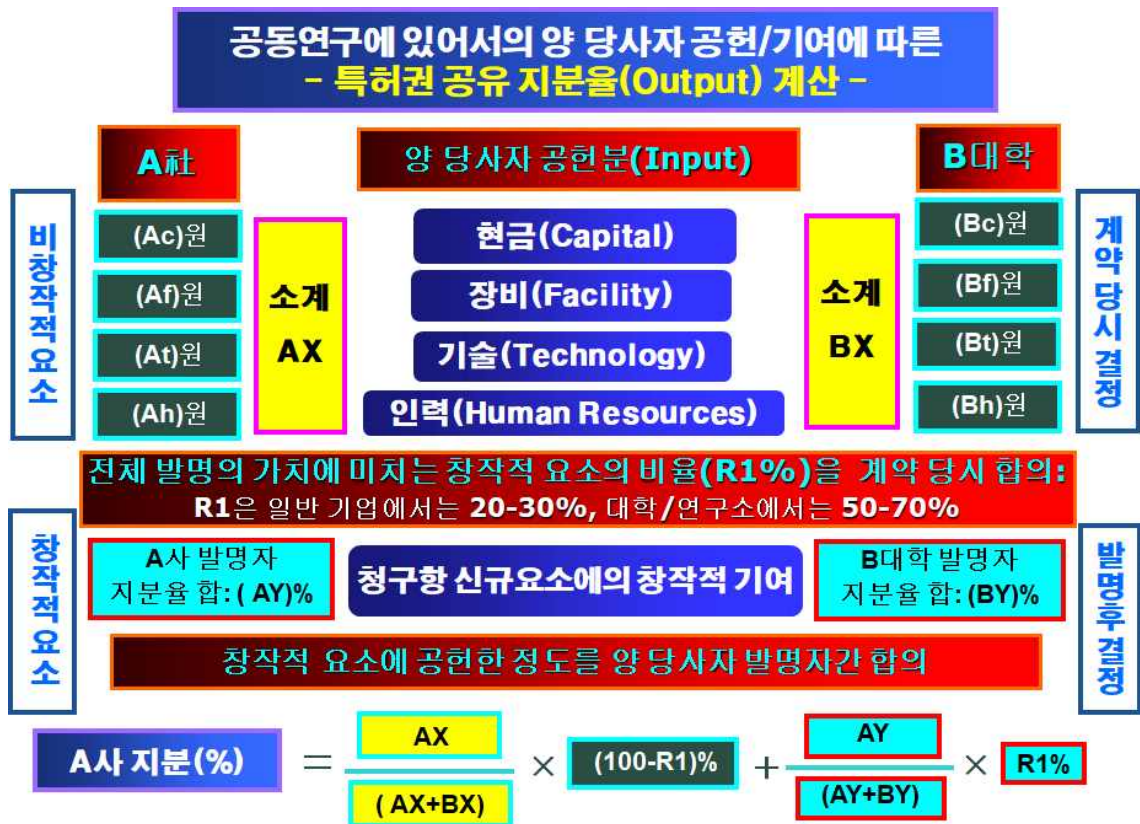 공동연구에 있어서의 양 당사자 공헌/기여에 따른
- 특허권 공유 지분율(Output) 계산 -
A社
양 당사자 공헌분(Input)
B대학
비창작적요소
(Ac)원
(Af)원
(At)원
(Ah)원
소계
AX
현금(Capital)
장비(Facility)
기술(Technology)
인력(Human Resources)
소계
BX
(Bc)원
(Bf)원
(Bt)원
(Bh)원
계약당시결정
전체 발명의 가치에 미치는 창작적 요소의 비율(R1%)을 계약 당시 합의:
R1은 일반 기업에서는 20-30%, 대학/연구소에서는 50-70%
창작적요소
A사 발명자
지분율 합: ( AY)%
청구항 신규요소에의 창작적 기여
B대학 발명자
지분율 합: (BY)%
발명후결정
창작적 요소에 공헌한 정도를 양 당사자 발명자간 합의
A사 지분(%) = AX / ( AX+BX) × (100-R1)% + AY / (AY+BY) × R1%